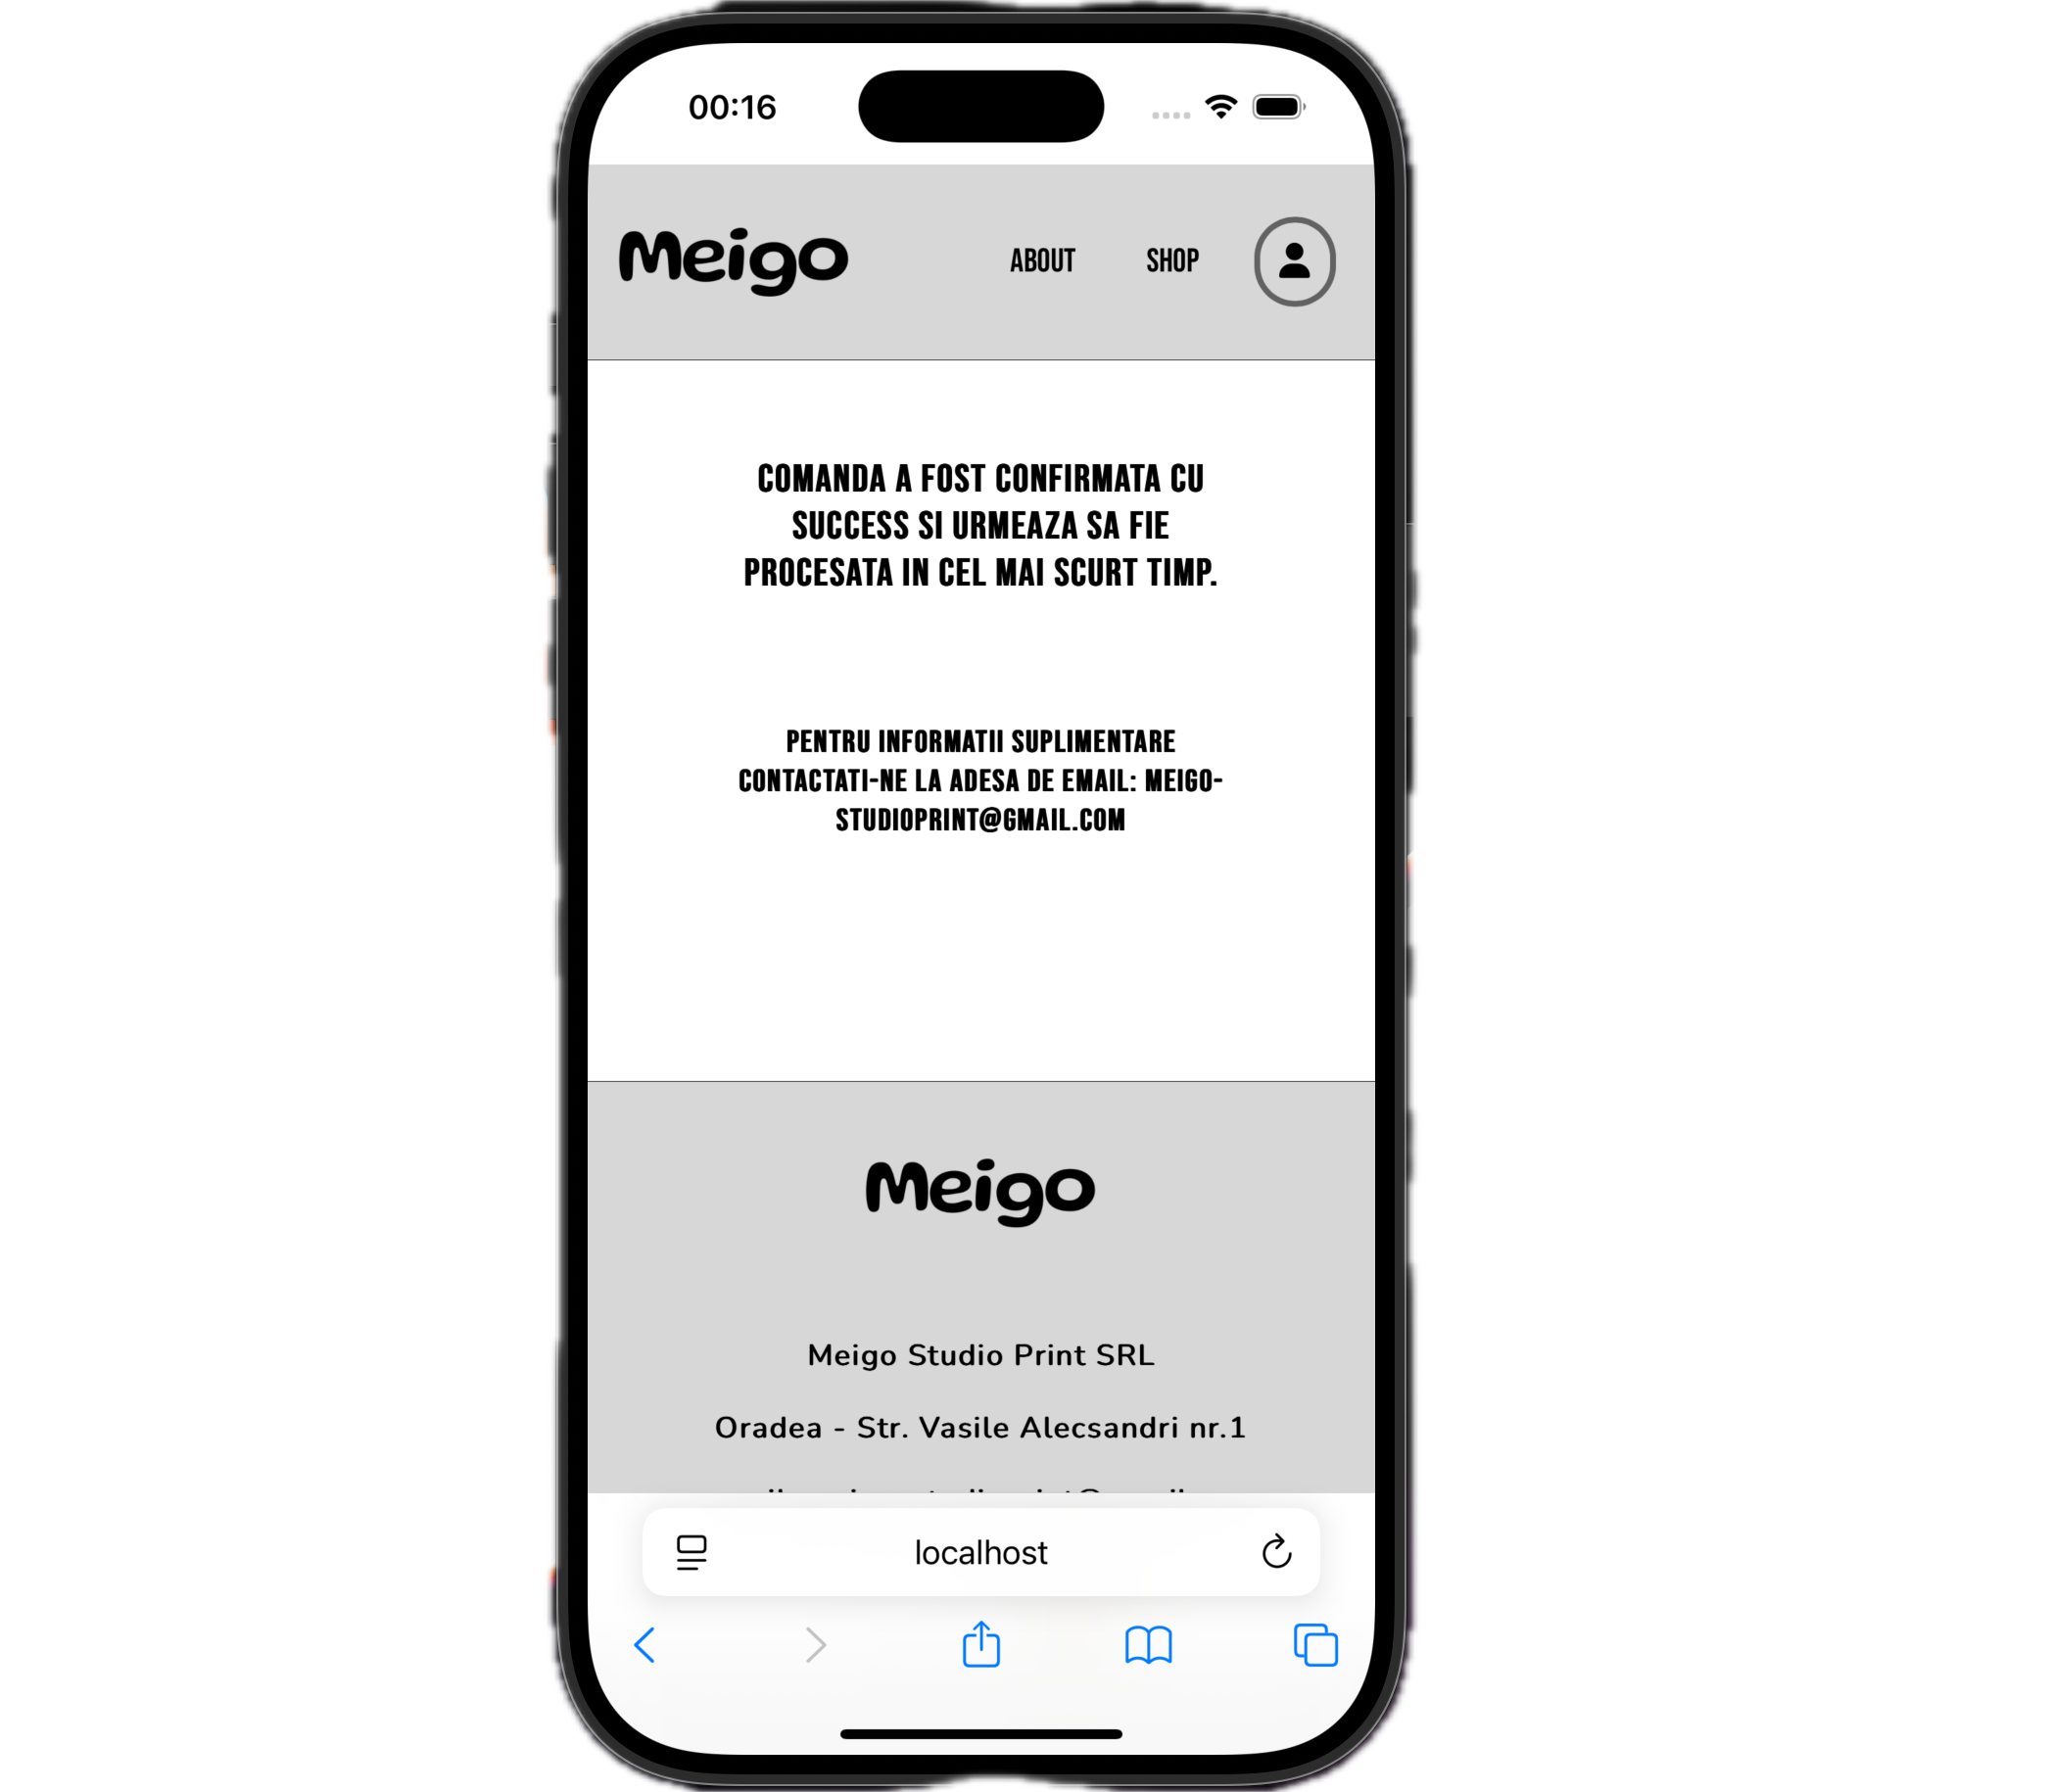 00:16
Meigo
ABOUT
SHOP
COMANDA A FOST CONFIRMATA CU
SUCCESS SI URMEAZA SA FIE
PROCESATA IN CEL MAI SCURT TIMP.
PENTRU INFORMATII SUPLIMENTARE
CONTACTATI-NE LA ADESA DE EMAIL: MEIGO-
STUDIOPRINT@GMAIL.COM
Meigo
Meigo Studio Print SRL
Oradea - Str. Vasile Alecsandri nr.1
localhost